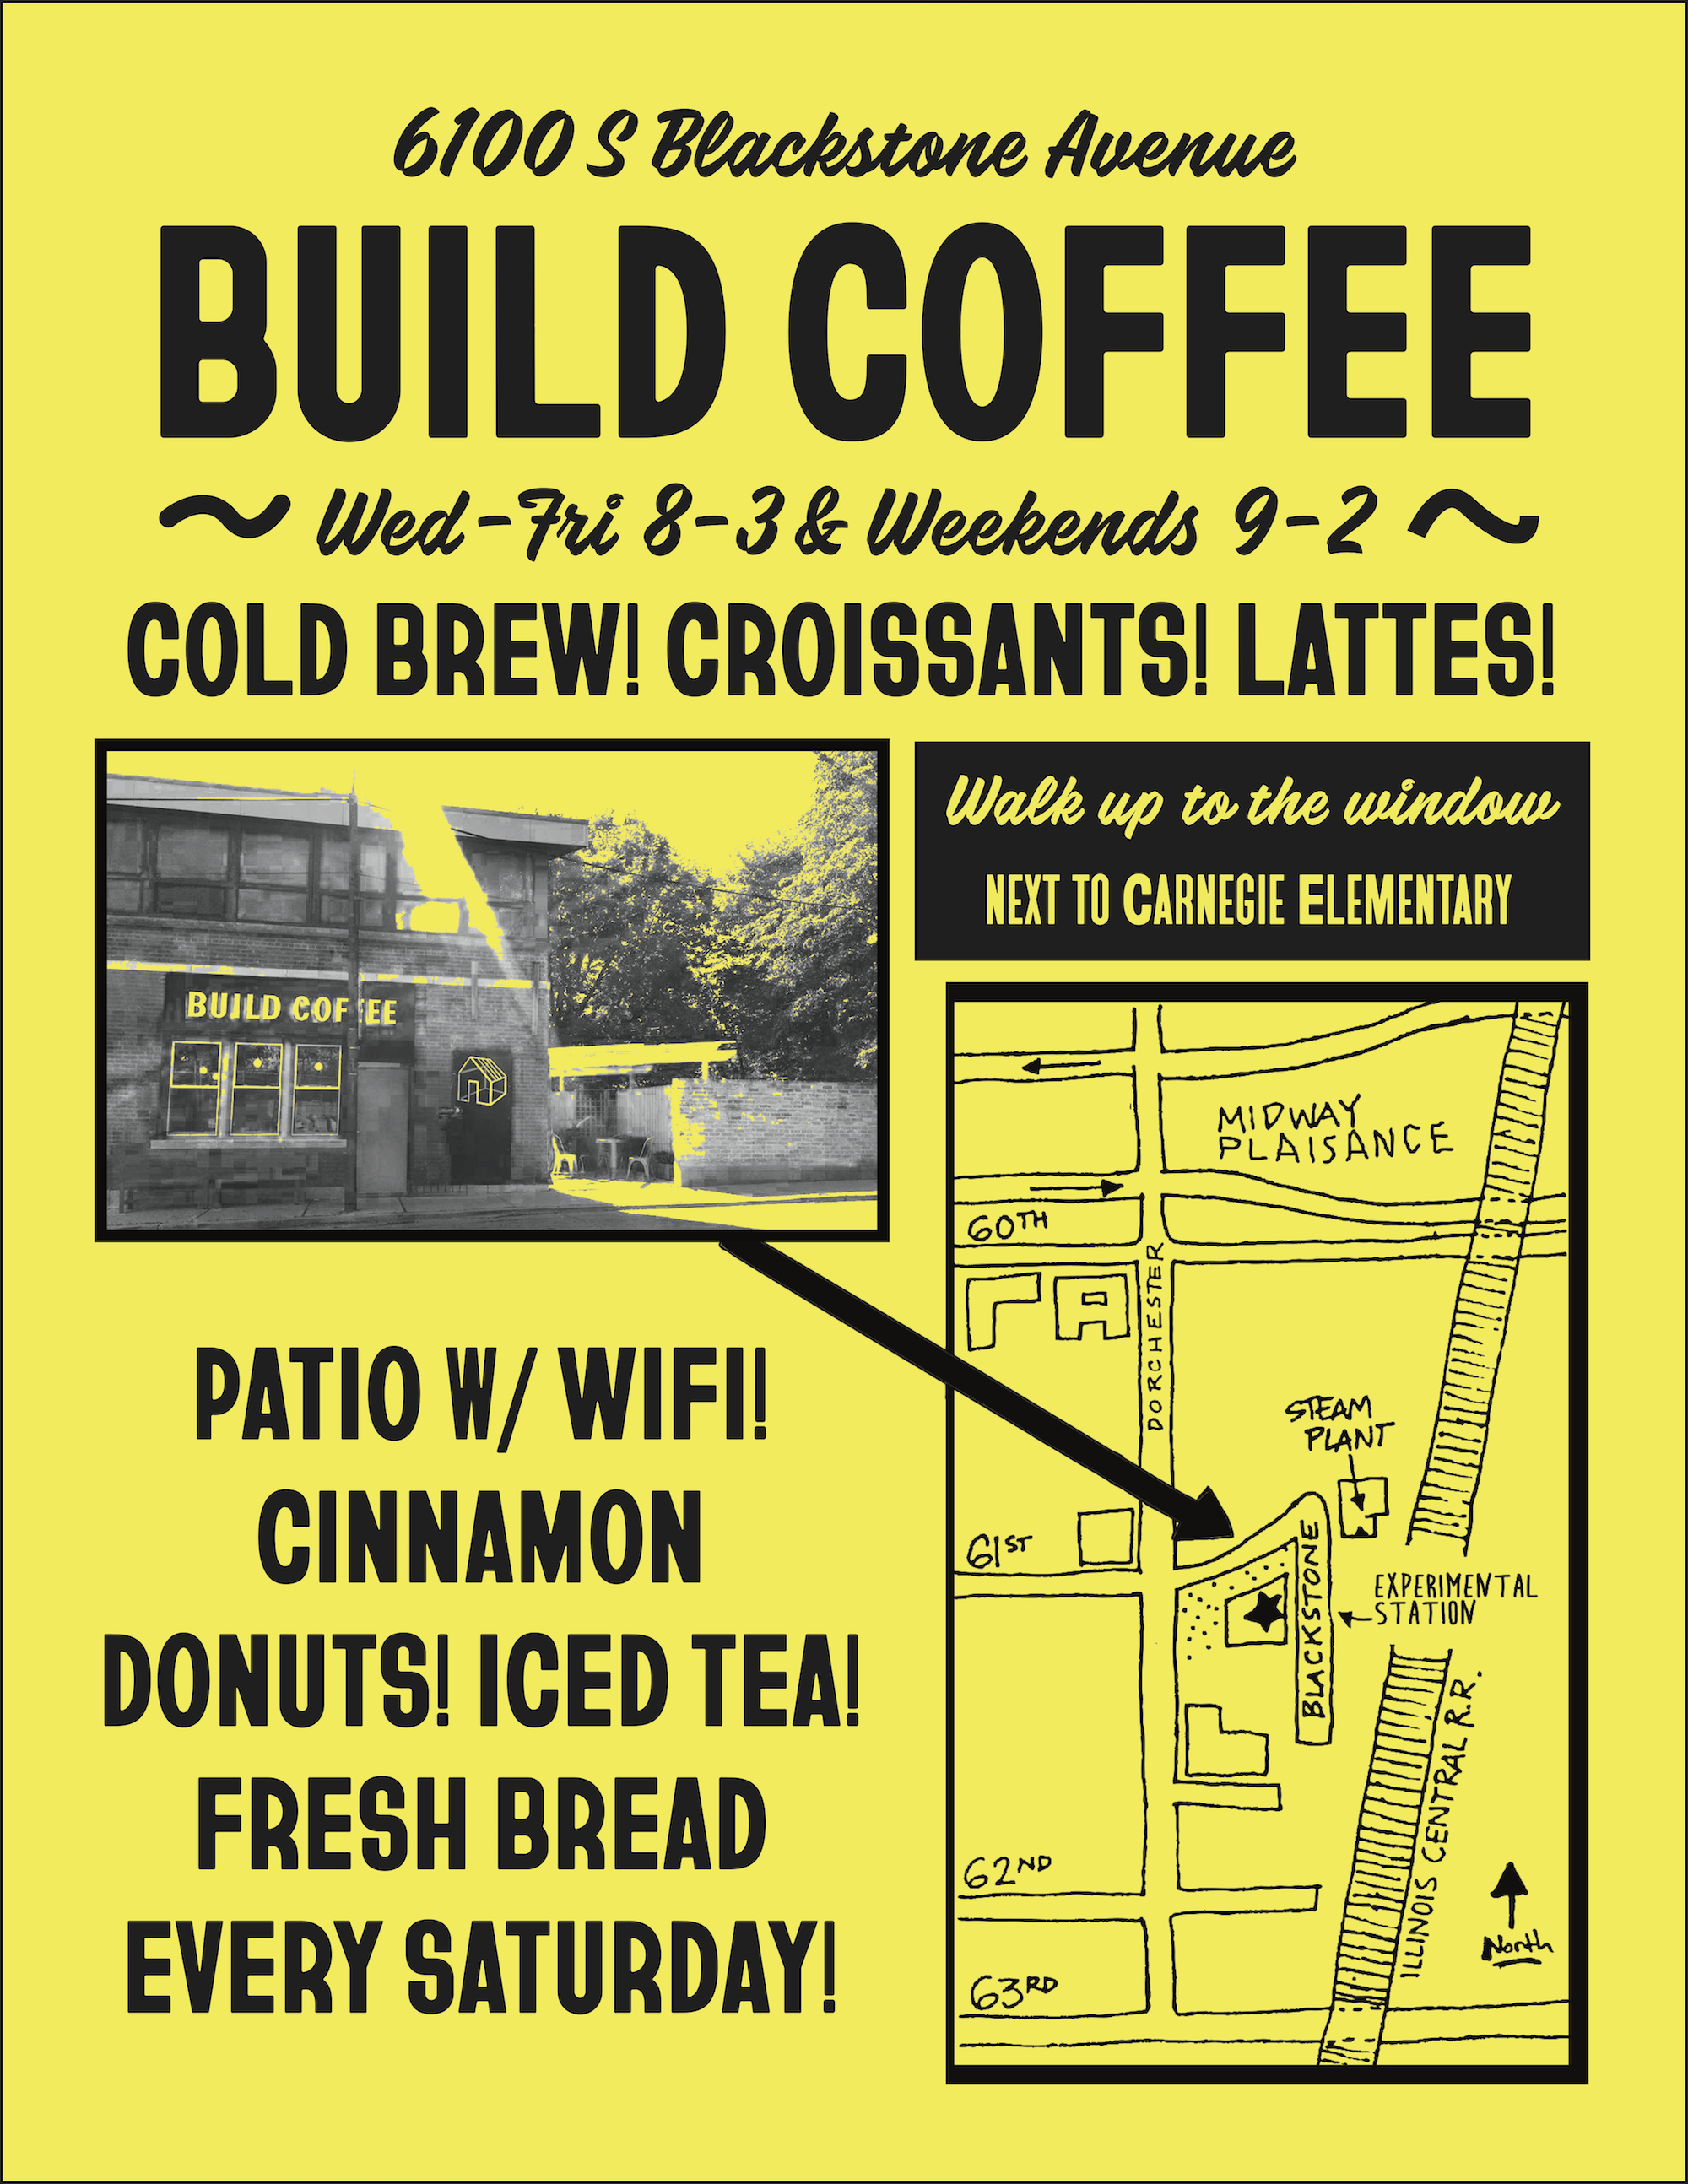 6100 S Blackstone Avenue
BUILD COFFEE
~ Wed-Fri 8-3 & Weekends 9-2 ~
COLD BREW! CROISSANTS! LATTES!
BUILD COFFEE
Walk up to the window
NEXT TO CARNEGIE ELEMENTARY
PATIO W/ WIFI!
CINNAMON
DONUTS! ICED TEA!
FRESH BREAD
EVERY SATURDAY!
MIDWAY
PLAISANCE
60TH
DORCHESTER
STEAM
PLANT
61ST
BLACKSTONE
EXPERIMENTAL
STATION
ILLINOIS CENTRAL R.R.
62ND
North
63RD